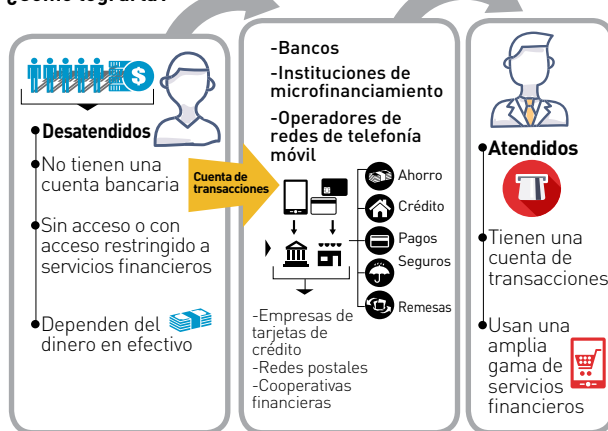 ¿Cómo lograrla?
Desatendidos
No tienen una
cuenta bancaria
Sin acceso o con
acceso restringido a
servicios financieros
Dependen del
dinero en efectivo
Cuenta de
transacciones
-Bancos
-Instituciones de
microfinanciamiento
-Operadores de
redes de telefonía
móvil
Ahorro
Crédito
Pagos
Seguros
Remesas
-Empresas de
tarjetas de
crédito
-Redes postales
-Cooperativas
financieras
Atendidos
Tienen una
cuenta de
transacciones
Usan una
amplia
gama de
servicios
financieros